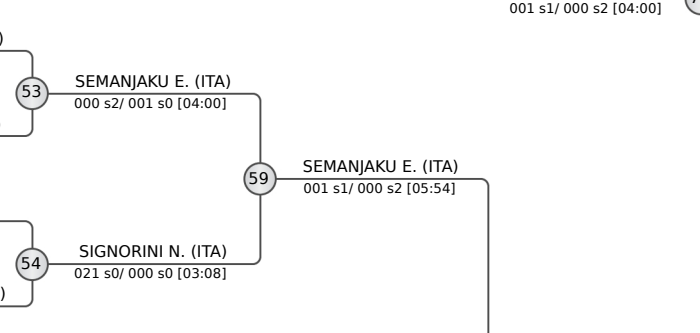 001 s1/ 000 s2 [04:00]
)
SEMANJAKU E. (ITA)
53
000 s2/ 001 s0 [04:00]
SEMANJAKU E. (ITA)
59
001 s1/ 000 s2 [05:54]
SIGNORINI N. (ITA)
54
021 s0/ 000 s0 [03:08]
)